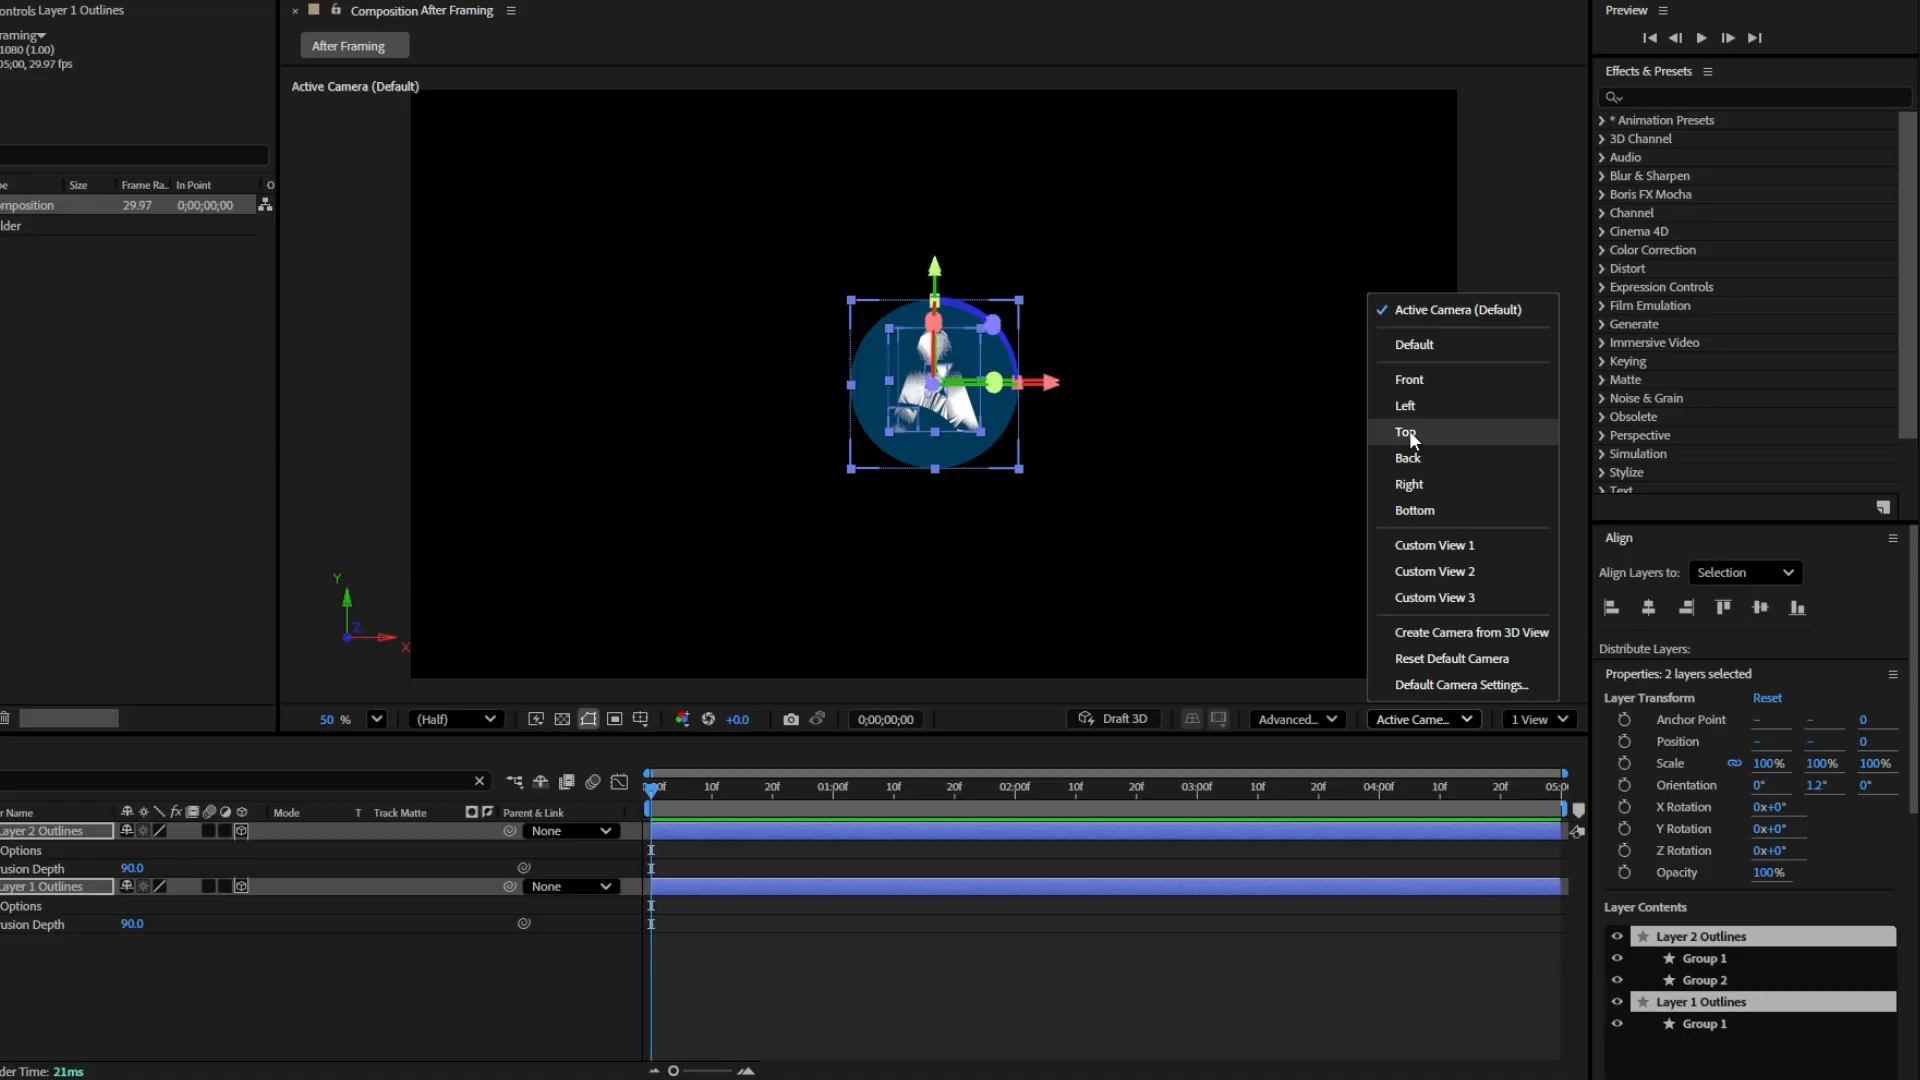 ontrols Layer 1 Outlines
raming
1080 (1.00)
05;00, 29.97 fps
pe Size Frame Ra.. In Point O
omposition 29.97 0;00;00;00
lder
× Composition After Framing
After Framing
Active Camera (Default)
Y
Z
X
Active Camera (Default)
Default
Front
Left
Top
Back
Right
Bottom
Custom View 1
Custom View 2
Custom View 3
Create Camera from 3D View
Reset Default Camera
Default Camera Settings...
50 % (Half) +0.0 0;00;00;00 Draft 3D Advanced... Active Came... 1 View
Preview
Effects & Presets
* Animation Presets
3D Channel
Audio
Blur & Sharpen
Boris FX Mocha
Channel
Cinema 4D
Color Correction
Distort
Expression Controls
Film Emulation
Generate
Immersive Video
Keying
Matte
Noise & Grain
Obsolete
Perspective
Simulation
Stylize
Text
Align
Align Layers to: Selection
Distribute Layers:
Properties: 2 layers selected
Layer Transform Reset
Anchor Point – – 0
Position – – 0
Scale 100% 100% 100%
Orientation 0° 1.2° 0°
X Rotation 0x+0°
Y Rotation 0x+0°
Z Rotation 0x+0°
Opacity 100%
Layer Contents
Layer 2 Outlines
Group 1
Group 2
Layer 1 Outlines
Group 1
10f 20f 01:00f 10f 20f 02:00f 10f 20f 03:00f 10f 20f 04:00f 10f 20f 05:0
r Name fx Mode T Track Matte Parent & Link
ayer 2 Outlines None
Options
usion Depth 90.0
ayer 1 Outlines None
Options
usion Depth 90.0
der Time: 21ms